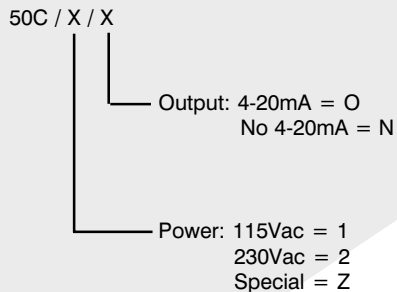 50C / X / X
Output: 4-20mA = O
No 4-20mA = N
Power: 115Vac = 1
230Vac = 2
Special = Z